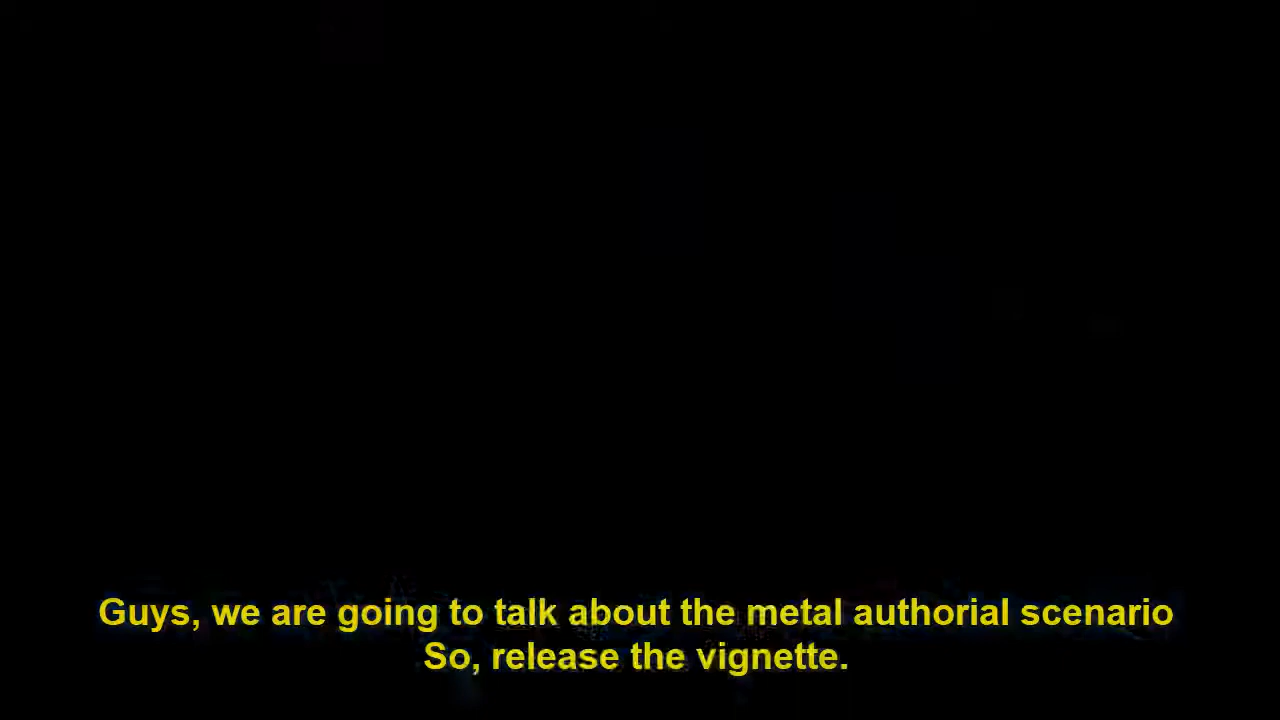 Guys, we are going to talk about the metal authorial scenario
So, release the vignette.